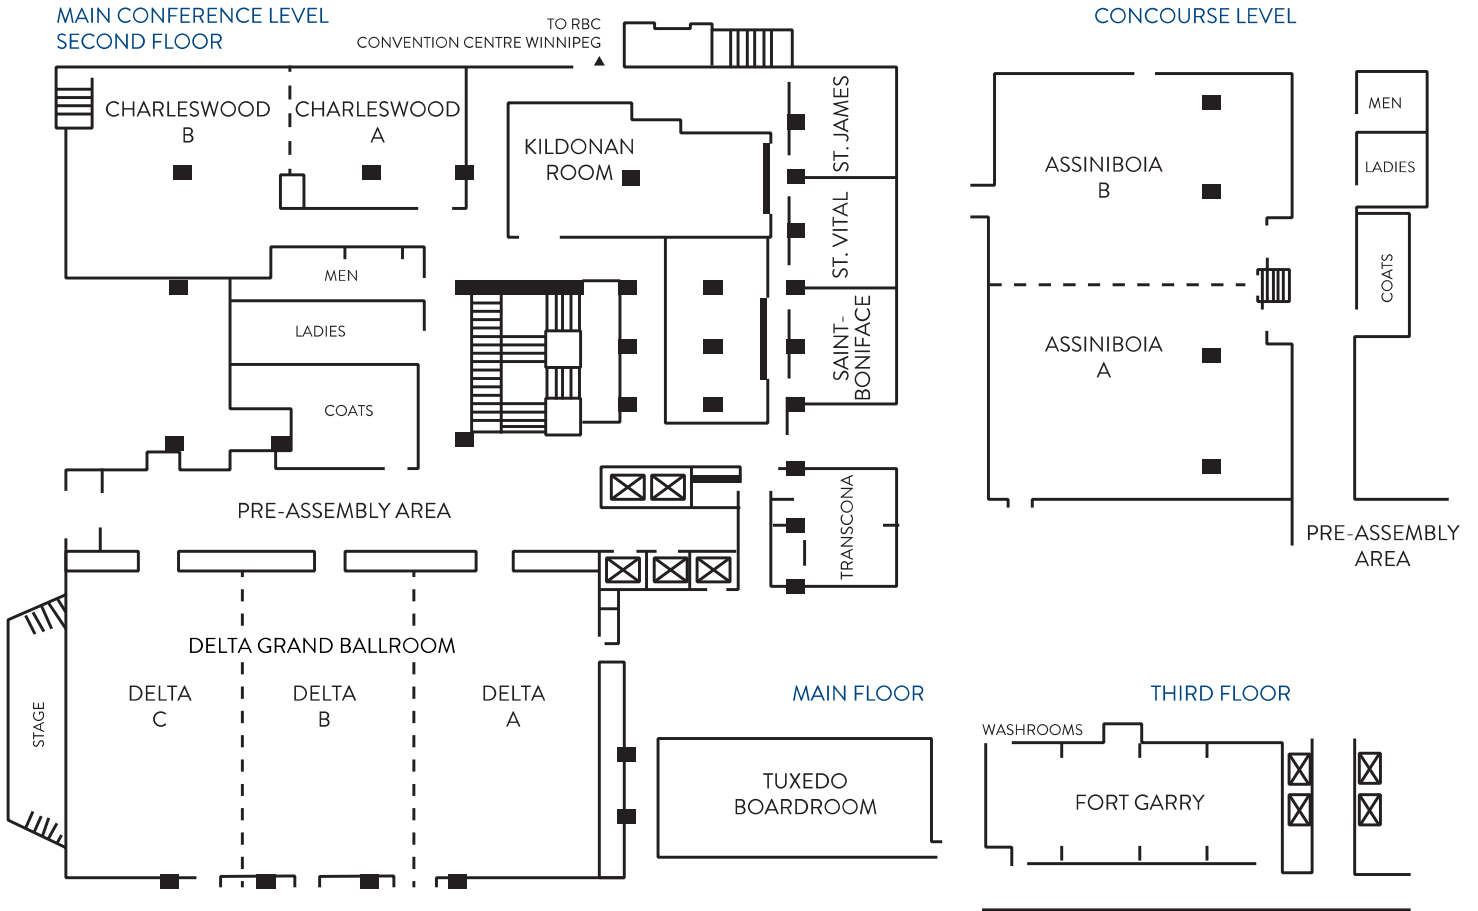 MAIN CONFERENCE LEVEL
SECOND FLOOR
TO RBC
CONVENTION CENTRE WINNIPEG
CHARLESWOOD
B
CHARLESWOOD
A
KILDONAN
ROOM
ST. JAMES
ST. VITAL
SAINT-
BONIFACE
MEN
LADIES
COATS
PRE-ASSEMBLY AREA
TRANSCONA
DELTA GRAND BALLROOM
DELTA
C
DELTA
B
DELTA
A
STAGE
CONCOURSE LEVEL
ASSINIBOIA
B
ASSINIBOIA
A
MEN
LADIES
COATS
PRE-ASSEMBLY
AREA
MAIN FLOOR
TUXEDO
BOARDROOM
THIRD FLOOR
WASHROOMS
FORT GARRY